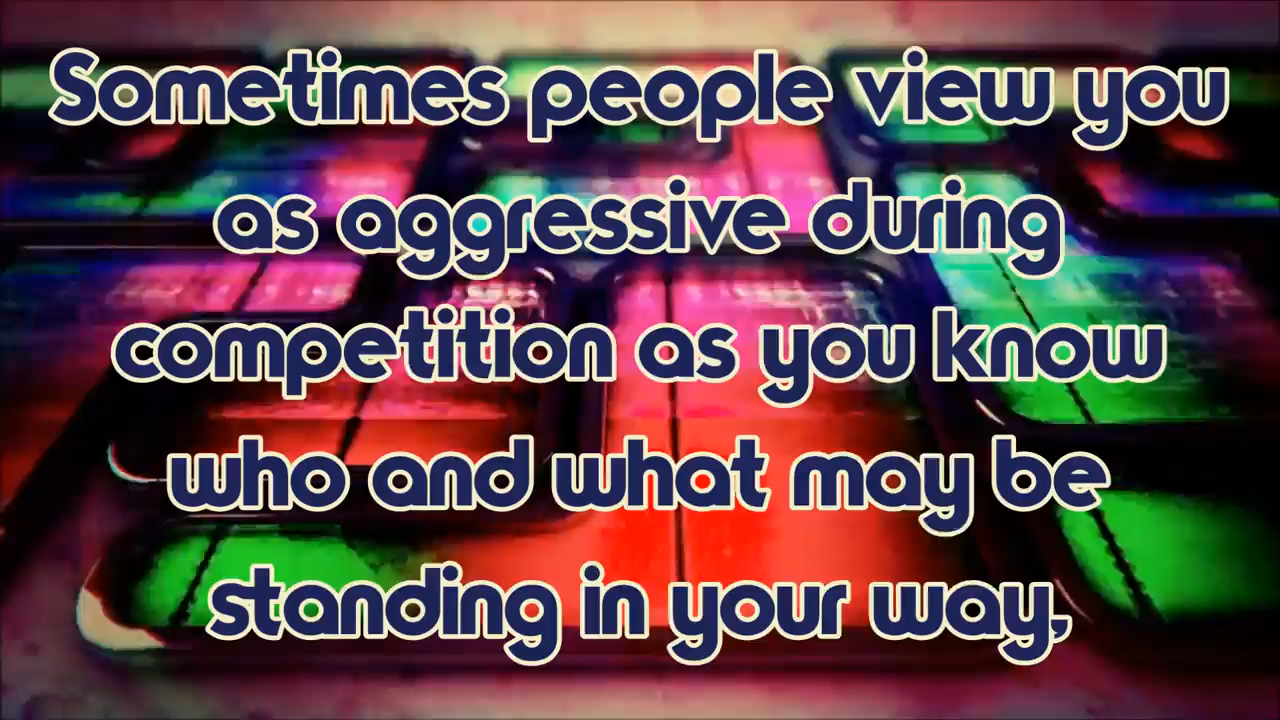 Sometimes people view you
as aggressive during
competition as you know
who and what may be
standing in your way,